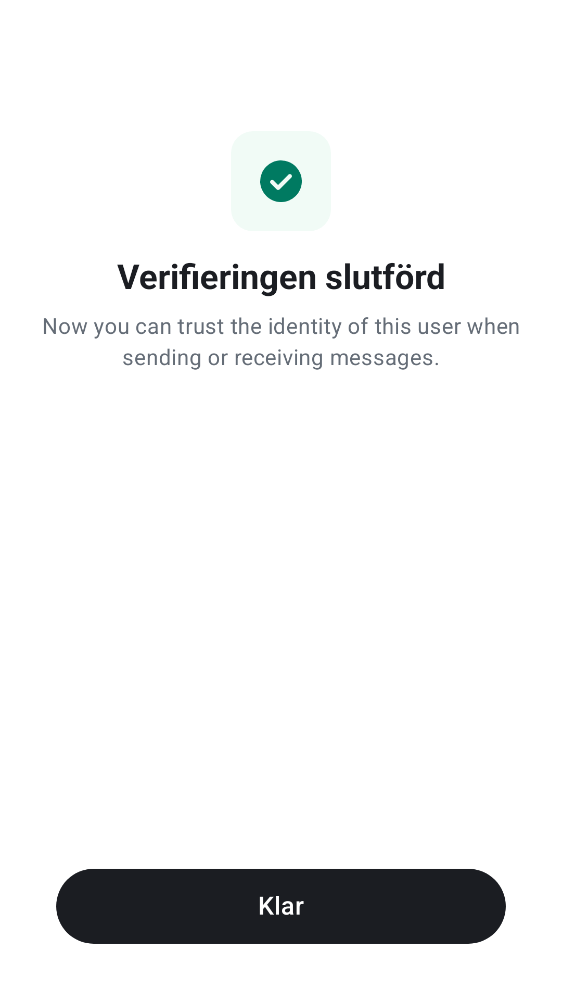 Verifieringen slutförd
Now you can trust the identity of this user when
sending or receiving messages.
Klar